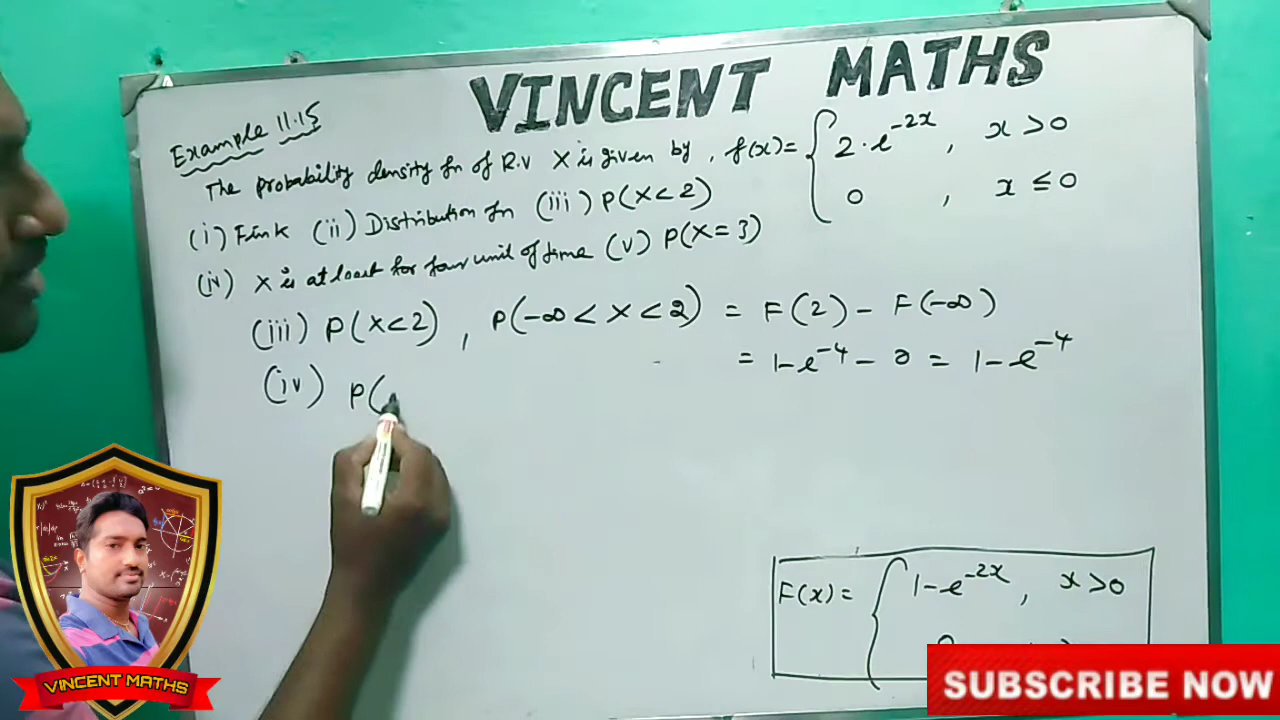 VINCENT MATHS
Example 11.15
The probability density fn of R.V X is given by, f(x) = { 2·e^{-2x}, x > 0
0, x ≤ 0
(i) Fink (ii) Distribution fn (iii) P(X<2)
(iv) X is at least for four unit of time (v) P(X=3)
(iii) P(X<2), P(-∞ < X < 2) = F(2) - F(-∞)
= 1-e^{-4} - 0 = 1-e^{-4}
(iv) P(
F(x) = { 1-e^{-2x}, x>0
VINCENT MATHS
SUBSCRIBE NOW